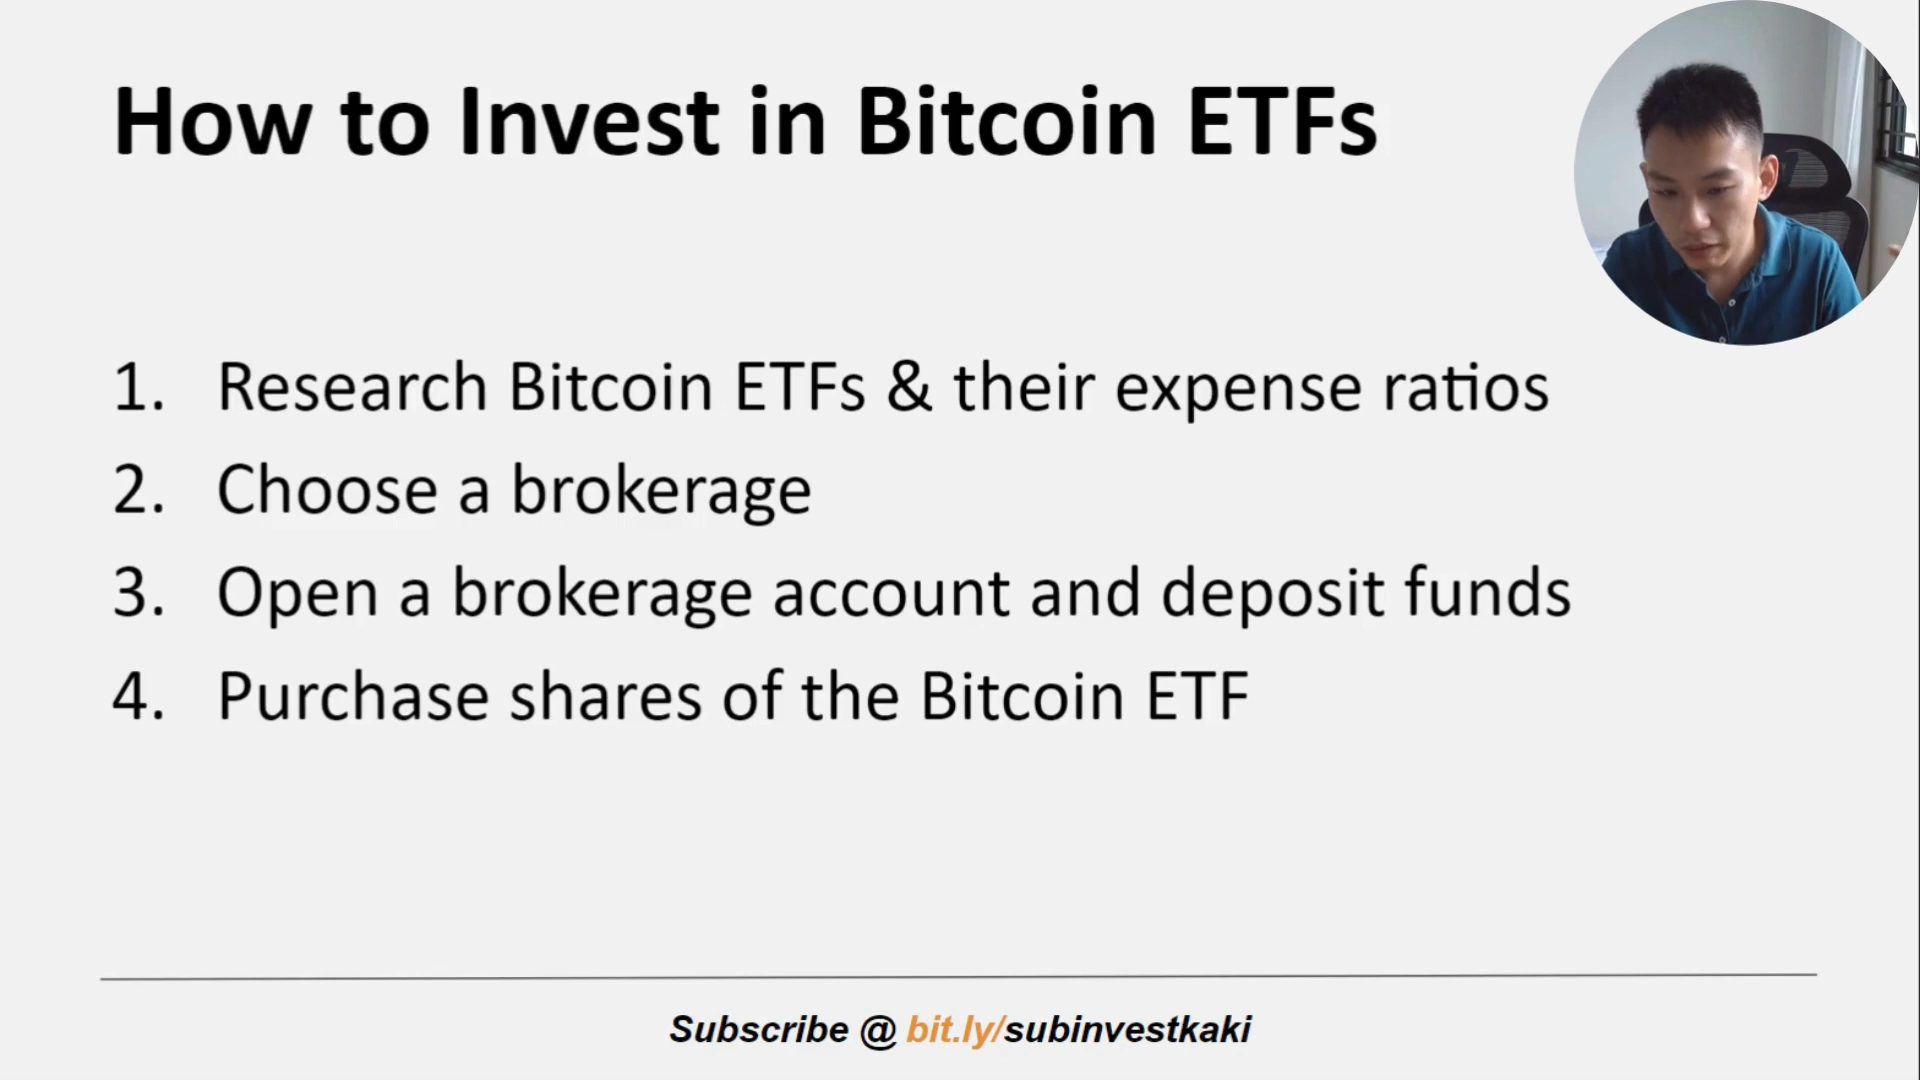 How to Invest in Bitcoin ETFs
1. Research Bitcoin ETFs & their expense ratios
2. Choose a brokerage
3. Open a brokerage account and deposit funds
4. Purchase shares of the Bitcoin ETF
Subscribe @ bit.ly/subinvestkaki